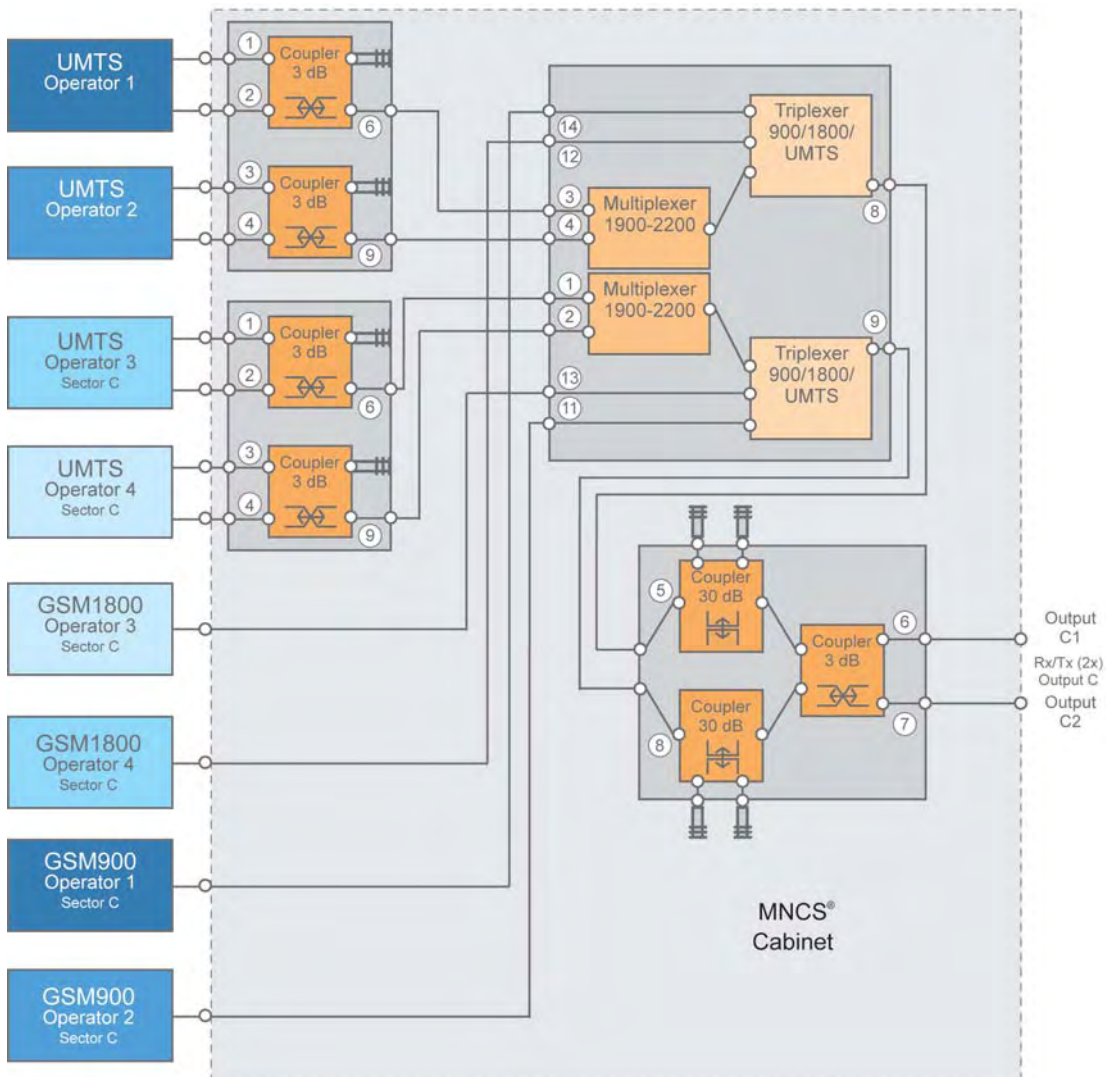 UMTS
Operator 1
UMTS
Operator 2
UMTS
Operator 3
Sector C
UMTS
Operator 4
Sector C
GSM1800
Operator 3
Sector C
GSM1800
Operator 4
Sector C
GSM900
Operator 1
Sector C
GSM900
Operator 2
Sector C
1
2
Coupler
3 dB
6
3
4
Coupler
3 dB
9
1
2
Coupler
3 dB
6
3
4
Coupler
3 dB
9
14
12
3
4
1
2
13
11
Multiplexer
1900-2200
Multiplexer
1900-2200
Triplexer
900/1800/
UMTS
8
9
Triplexer
900/1800/
UMTS
5
Coupler
30 dB
8
Coupler
30 dB
Coupler
3 dB
6
7
Output
C1
Rx/Tx (2x)
Output C
Output
C2
MNCS®
Cabinet